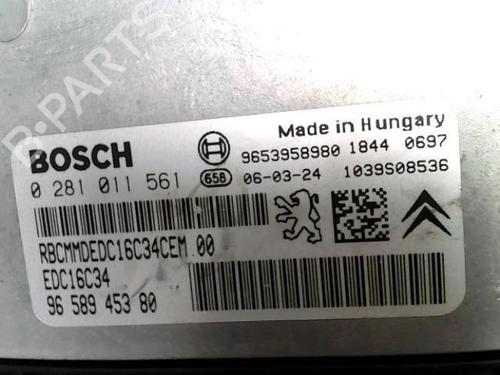 B-PARTS
Made in Hungary
BOSCH
9653958980 1844 0697
0 281 011 561 658 06-03-24 1039S08536
RBCMMDEDC16C34CEM.00
EDC16C34
96 589 453 80